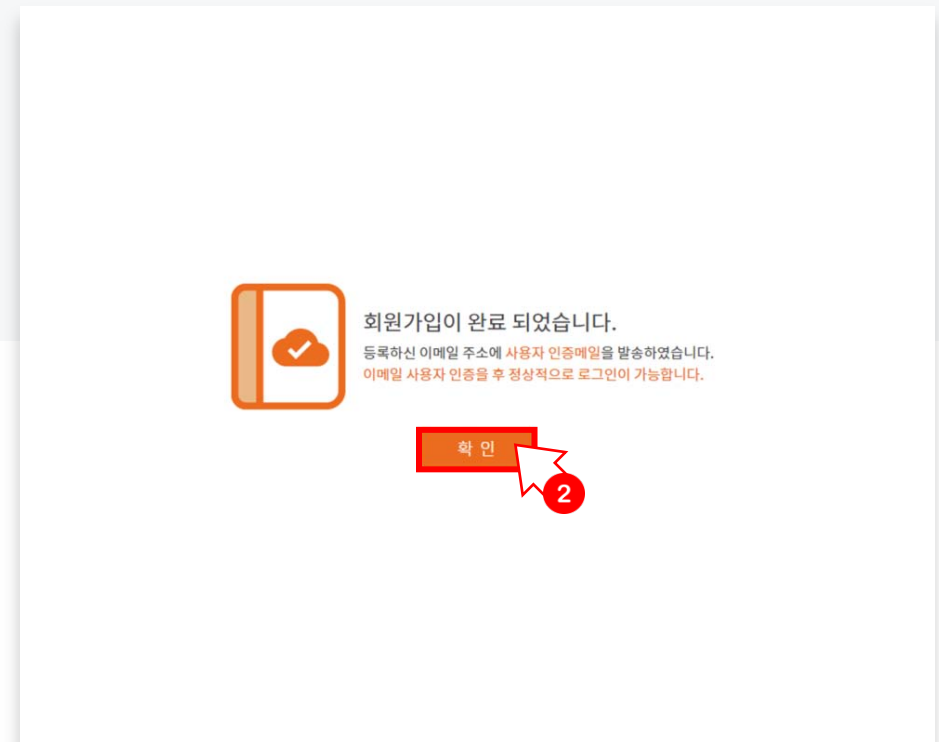 회원가입이 완료 되었습니다.
등록하신 이메일 주소에 사용자 인증메일을 발송하였습니다.
이메일 사용자 인증을 후 정상적으로 로그인이 가능합니다.
확 인
2